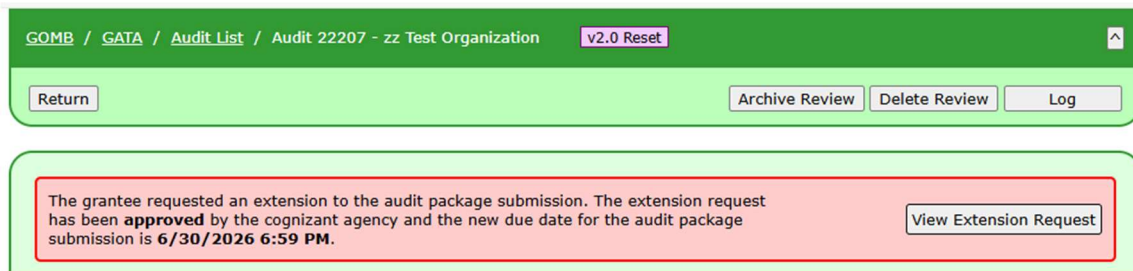 GOMB / GATA / Audit List / Audit 22207 - zz Test Organization v2.0 Reset ^
Return Archive Review Delete Review Log
The grantee requested an extension to the audit package submission. The extension request
has been approved by the cognizant agency and the new due date for the audit package
submission is 6/30/2026 6:59 PM.
View Extension Request